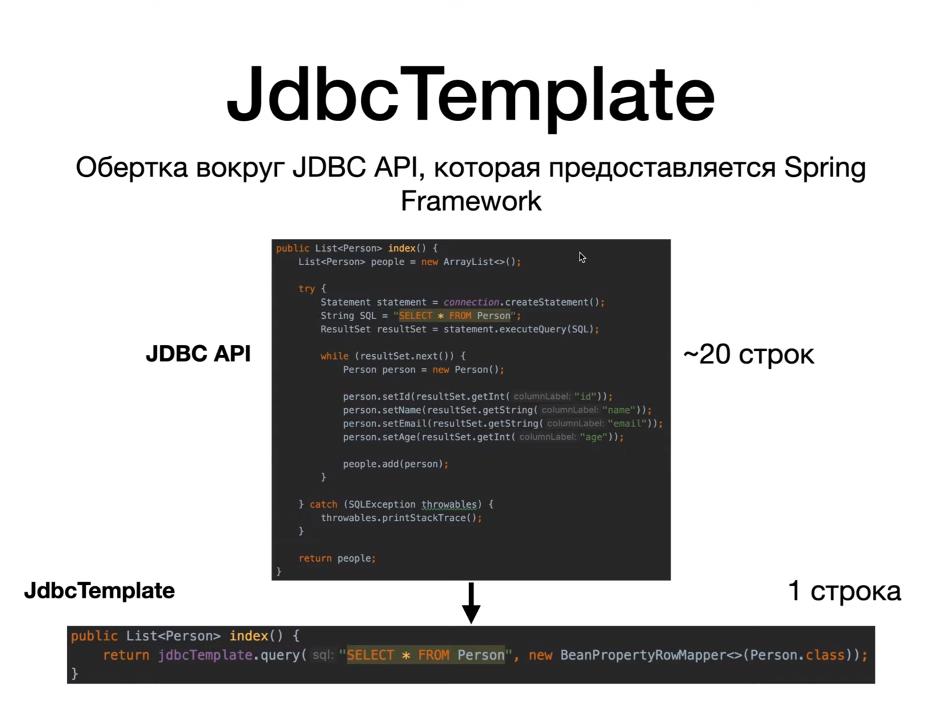 JdbcTemplate
Обертка вокруг JDBC API, которая предоставляется Spring
Framework
public List<Person> index() {
List<Person> people = new ArrayList<>();
try {
Statement statement = connection.createStatement();
String SQL = "SELECT * FROM Person";
ResultSet resultSet = statement.executeQuery(SQL);
while (resultSet.next()) {
Person person = new Person();
person.setId(resultSet.getInt( columnLabel: "id"));
person.setName(resultSet.getString( columnLabel: "name"));
person.setEmail(resultSet.getString( columnLabel: "email"));
person.setAge(resultSet.getInt( columnLabel: "age"));
people.add(person);
}
} catch (SQLException throwables) {
throwables.printStackTrace();
}
return people;
}
JDBC API
~20 строк
JdbcTemplate
1 строка
public List<Person> index() {
return jdbcTemplate.query( sql: "SELECT * FROM Person", new BeanPropertyRowMapper<>(Person.class));
}